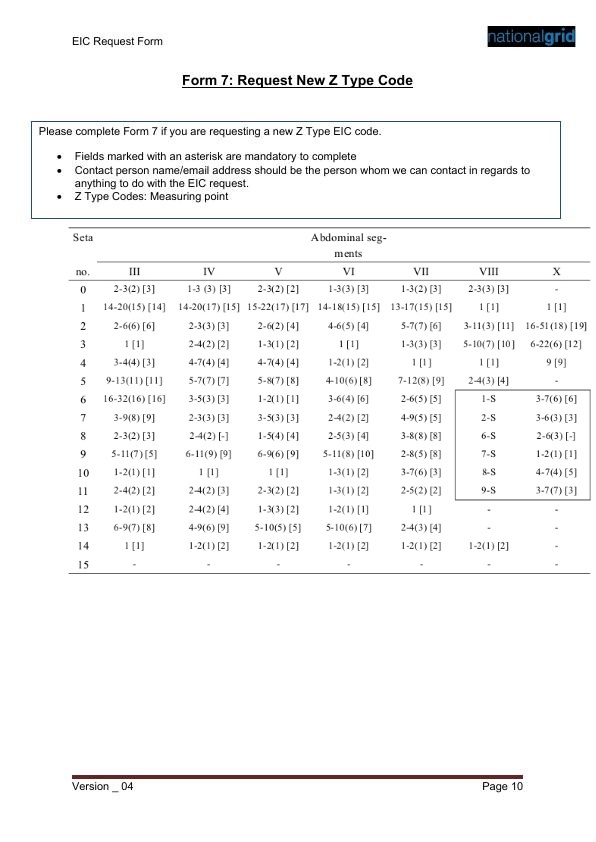 EIC Request Form
nationalgrid
Form 7: Request New Z Type Code
Please complete Form 7 if you are requesting a new Z Type EIC code.
• Fields marked with an asterisk are mandatory to complete
• Contact person name/email address should be the person whom we can contact in regards to
anything to do with the EIC request.
• Z Type Codes: Measuring point
Seta Abdominal seg-
ments
no. III IV V VI VII VIII X
0 2-3(2) [3] 1-3 (3) [3] 2-3(2) [2] 1-3(3) [3] 1-3(2) [3] 2-3(3) [3] -
1 14-20(15) [14] 14-20(17) [15] 15-22(17) [17] 14-18(15) [15] 13-17(15) [15] 1 [1] 1 [1]
2 2-6(6) [6] 2-3(3) [3] 2-6(2) [4] 4-6(5) [4] 5-7(7) [6] 3-11(3) [11] 16-51(18) [19]
3 1 [1] 2-4(2) [2] 1-3(1) [2] 1 [1] 1-3(3) [3] 5-10(7) [10] 6-22(6) [12]
4 3-4(4) [3] 4-7(4) [4] 4-7(4) [4] 1-2(1) [2] 1 [1] 1 [1] 9 [9]
5 9-13(11) [11] 5-7(7) [7] 5-8(7) [8] 4-10(6) [8] 7-12(8) [9] 2-4(3) [4] -
6 16-32(16) [16] 3-5(3) [3] 1-2(1) [1] 3-6(4) [6] 2-6(5) [5] 1-S 3-7(6) [6]
7 3-9(8) [9] 2-3(3) [3] 3-5(3) [3] 2-4(2) [2] 4-9(5) [5] 2-S 3-6(3) [3]
8 2-3(2) [3] 2-4(2) [-] 1-5(4) [4] 2-5(3) [4] 3-8(8) [8] 6-S 2-6(3) [-]
9 5-11(7) [5] 6-11(9) [9] 6-9(6) [9] 5-11(8) [10] 2-8(5) [8] 7-S 1-2(1) [1]
10 1-2(1) [1] 1 [1] 1 [1] 1-3(1) [2] 3-7(6) [3] 8-S 4-7(4) [5]
11 2-4(2) [2] 2-4(2) [3] 2-3(2) [2] 1-3(1) [2] 2-5(2) [2] 9-S 3-7(7) [3]
12 1-2(1) [2] 2-4(2) [4] 1-3(3) [2] 1-2(1) [1] 1 [1] - -
13 6-9(7) [8] 4-9(6) [9] 5-10(5) [5] 5-10(6) [7] 2-4(3) [4] - -
14 1 [1] 1-2(1) [2] 1-2(1) [2] 1-2(1) [2] 1-2(1) [2] 1-2(1) [2] -
15 - - - - - - -
Version _ 04 Page 10